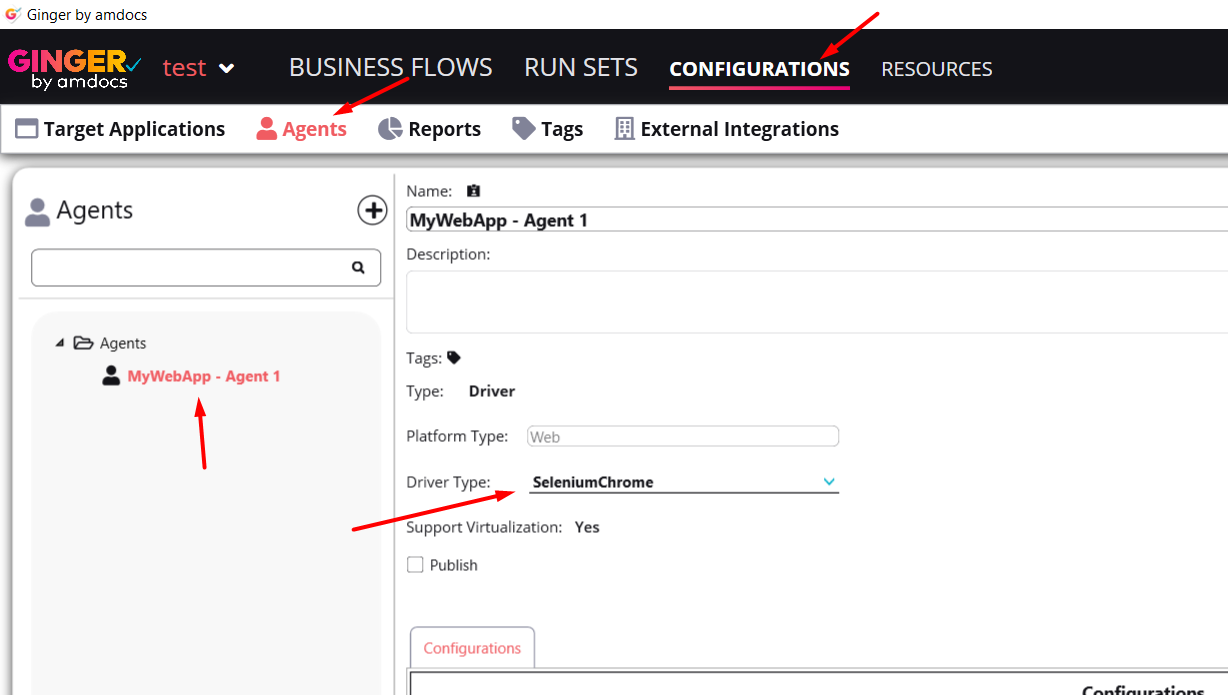 Ginger by amdocs
GINGER by amdocs
test
BUSINESS FLOWS
RUN SETS
CONFIGURATIONS
RESOURCES
Target Applications
Agents
Reports
Tags
External Integrations
Agents
Agents
MyWebApp - Agent 1
Name:
MyWebApp - Agent 1
Description:
Tags:
Type: Driver
Platform Type: Web
Driver Type: SeleniumChrome
Support Virtualization: Yes
Publish
Configurations
Configurations